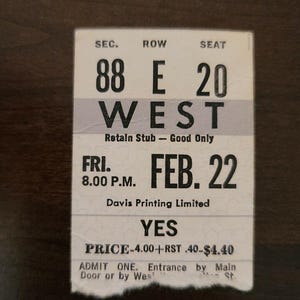 SEC. ROW SEAT
88 E 20
WEST
Retain Stub — Good Only
FRI. FEB. 22
8.00 P.M.
Davis Printing Limited
YES
PRICE-4.00+RST .40-$4.40
ADMIT ONE. Entrance by Main
Door or by West St.